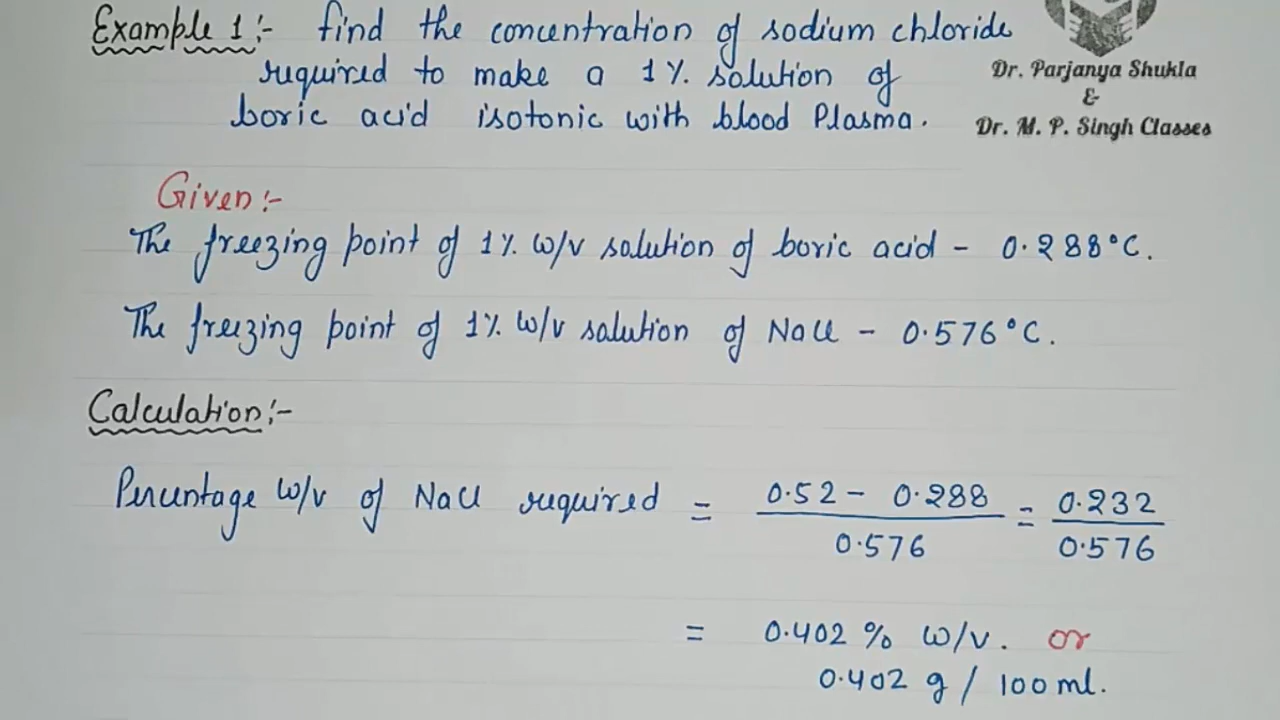 Example 1:- find the concentration of sodium chloride
required to make a 1% solution of
boric acid isotonic with blood Plasma.
Dr. Parjanya Shukla
&
Dr. M. P. Singh Classes
Given:-
The freezing point of 1% w/v solution of boric acid - 0.288°C.
The freezing point of 1% w/v solution of NaCl - 0.576°C.
Calculation:-
Percentage w/v of NaCl required = 0.52 - 0.288 / 0.576 = 0.232 / 0.576
= 0.402 % w/v. or
0.402 g / 100 ml.